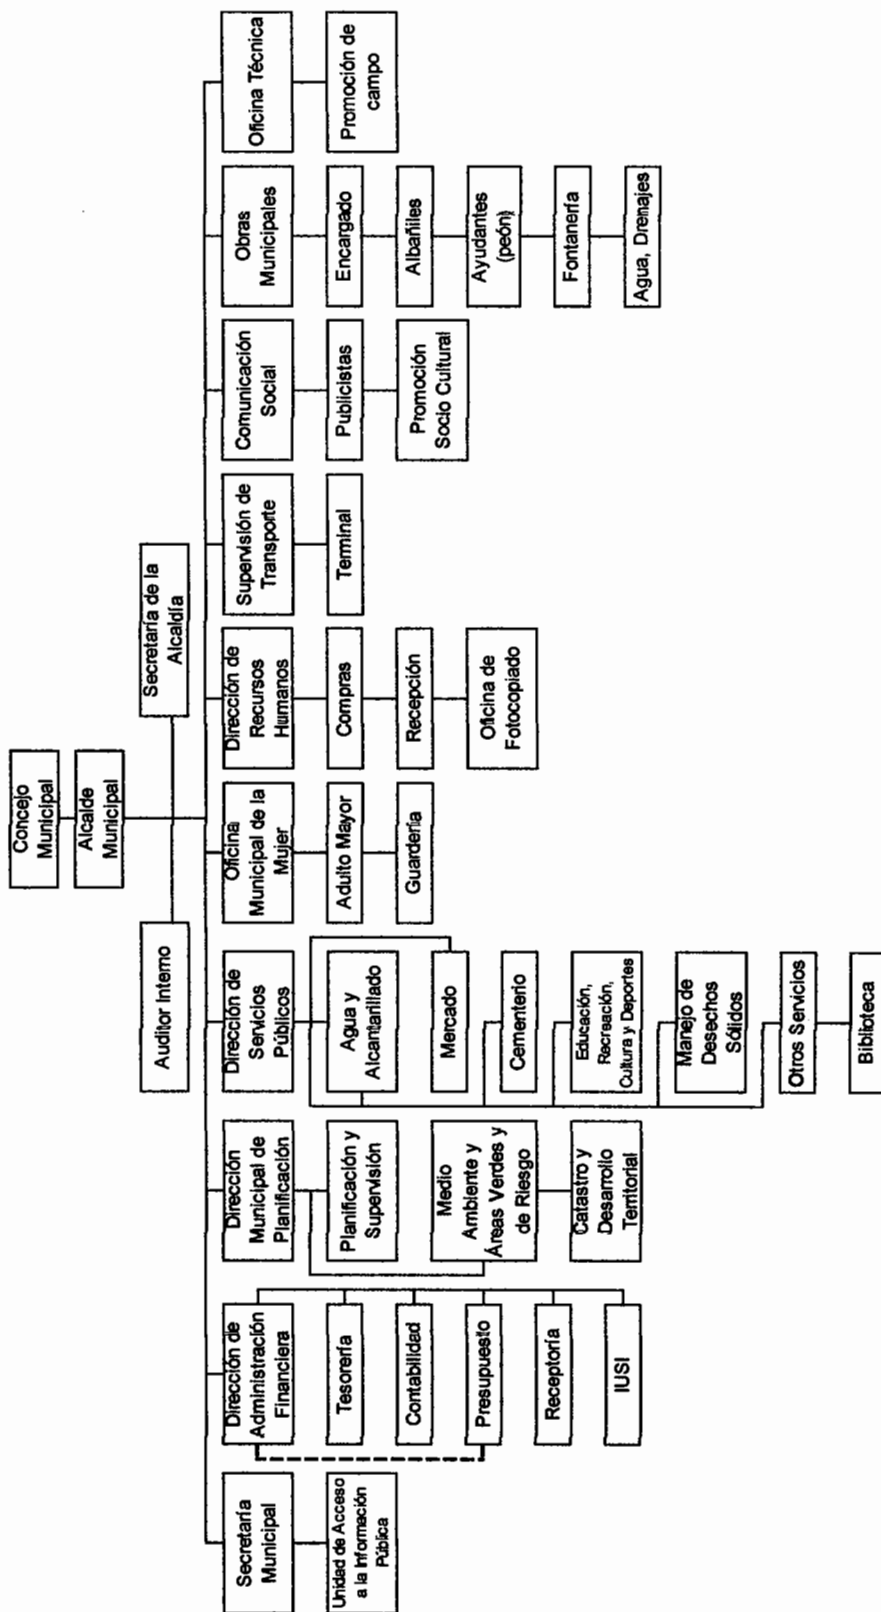 Concejo
Municipal
Alcalde
Municipal
Auditor Interno
Secretaría de la
Alcaldía
Secretaría
Municipal
Unidad de Acceso
a la Información
Pública
Dirección de
Administración
Financiera
Tesorería
Contabilidad
Presupuesto
Receptoría
IUSI
Dirección
Municipal de
Planificación
Planificación y
Supervisión
Medio
Ambiente y
Áreas Verdes y
de Riesgo
Catastro y
Desarrollo
Territorial
Dirección de
Servicios
Públicos
Agua y
Alcantarillado
Mercado
Cementerio
Educación,
Recreación,
Cultura y Deportes
Manejo de
Desechos
Sólidos
Otros Servicios
Biblioteca
Oficina
Municipal de la
Mujer
Adulto Mayor
Guardería
Dirección de
Recursos
Humanos
Compras
Recepción
Oficina de
Fotocopiado
Supervisión de
Transporte
Terminal
Comunicación
Social
Publicistas
Promoción
Socio Cultural
Obras
Municipales
Encargado
Albañiles
Ayudantes
(peón)
Fontanería
Agua, Drenajes
Oficina Técnica
Promoción de
campo